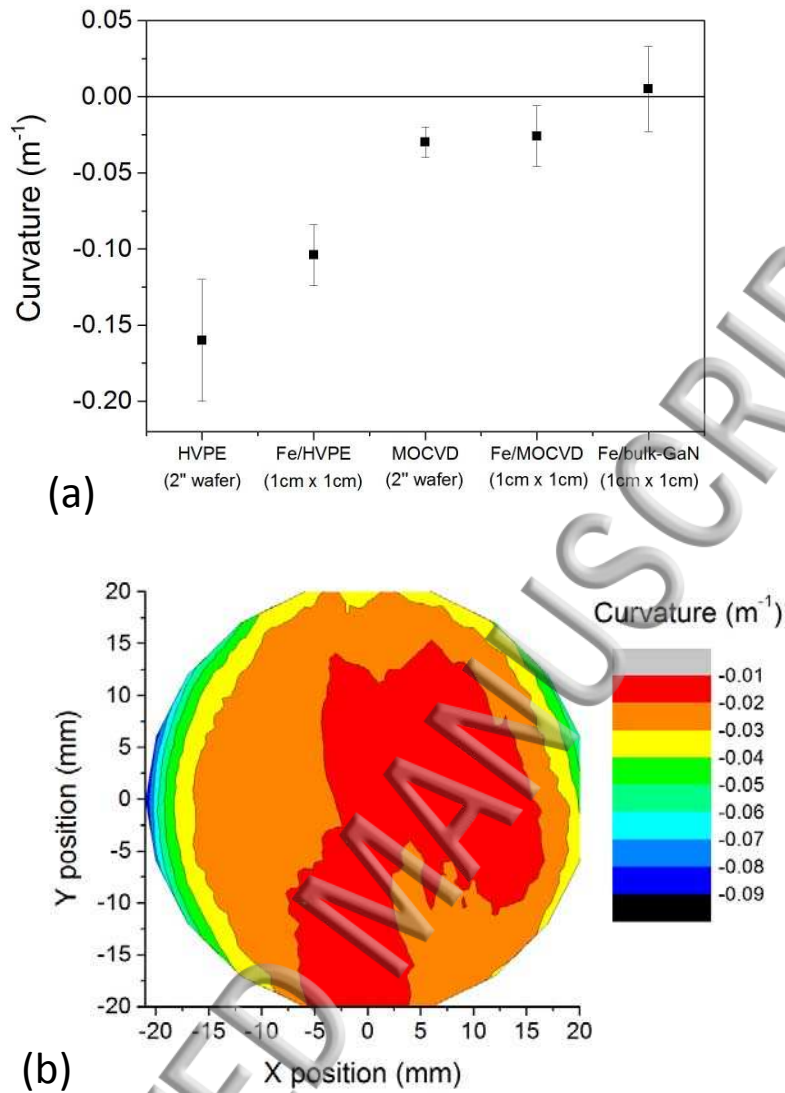 0.05
0.00
-0.05
-0.10
-0.15
-0.20
Curvature (m⁻¹)
HVPE Fe/HVPE MOCVD Fe/MOCVD Fe/bulk-GaN
(2" wafer) (1cm x 1cm) (2" wafer) (1cm x 1cm) (1cm x 1cm)
(a)
20
15
10
5
0
-5
-10
-15
-20
Y position (mm)
-20 -15 -10 -5 0 5 10 15 20
X position (mm)
Curvature (m⁻¹)
-0.01
-0.02
-0.03
-0.04
-0.05
-0.06
-0.07
-0.08
-0.09
(b)
ED MANUSCRIP